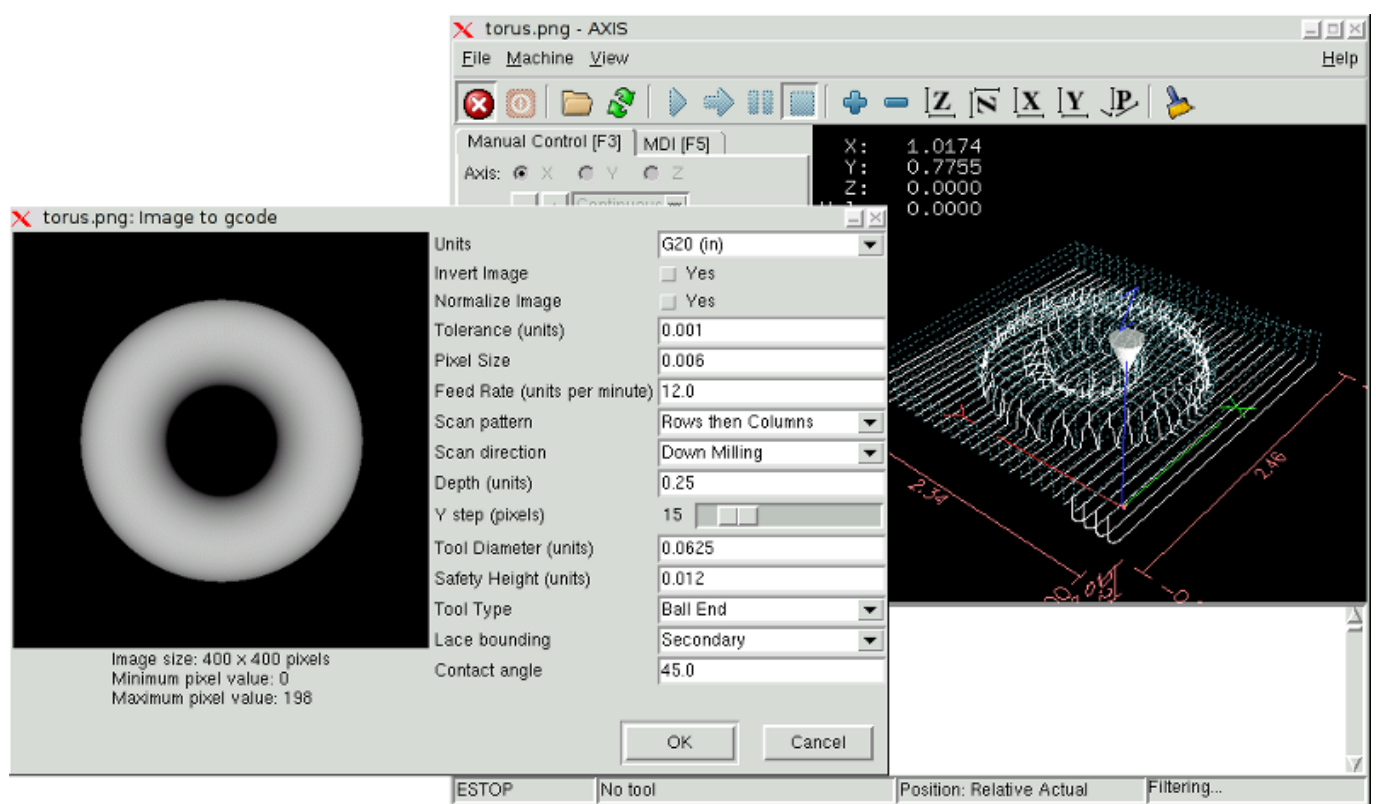 torus.png - AXIS
File Machine View Help
Z N X Y P
Manual Control [F3] MDI [F5]
Axis: X Y Z
Continuous
X: 1.0174
Y: 0.7755
Z: 0.0000
0.0000
torus.png: Image to gcode
Units G20 (in)
Invert Image Yes
Normalize Image Yes
Tolerance (units) 0.001
Pixel Size 0.006
Feed Rate (units per minute) 12.0
Scan pattern Rows then Columns
Scan direction Down Milling
Depth (units) 0.25
Y step (pixels) 15
Tool Diameter (units) 0.0625
Safety Height (units) 0.012
Tool Type Ball End
Lace bounding Secondary
Contact angle 45.0
Image size: 400 x 400 pixels
Minimum pixel value: 0
Maximum pixel value: 198
OK Cancel
2.34
2.46
ESTOP No tool Position: Relative Actual Filtering...